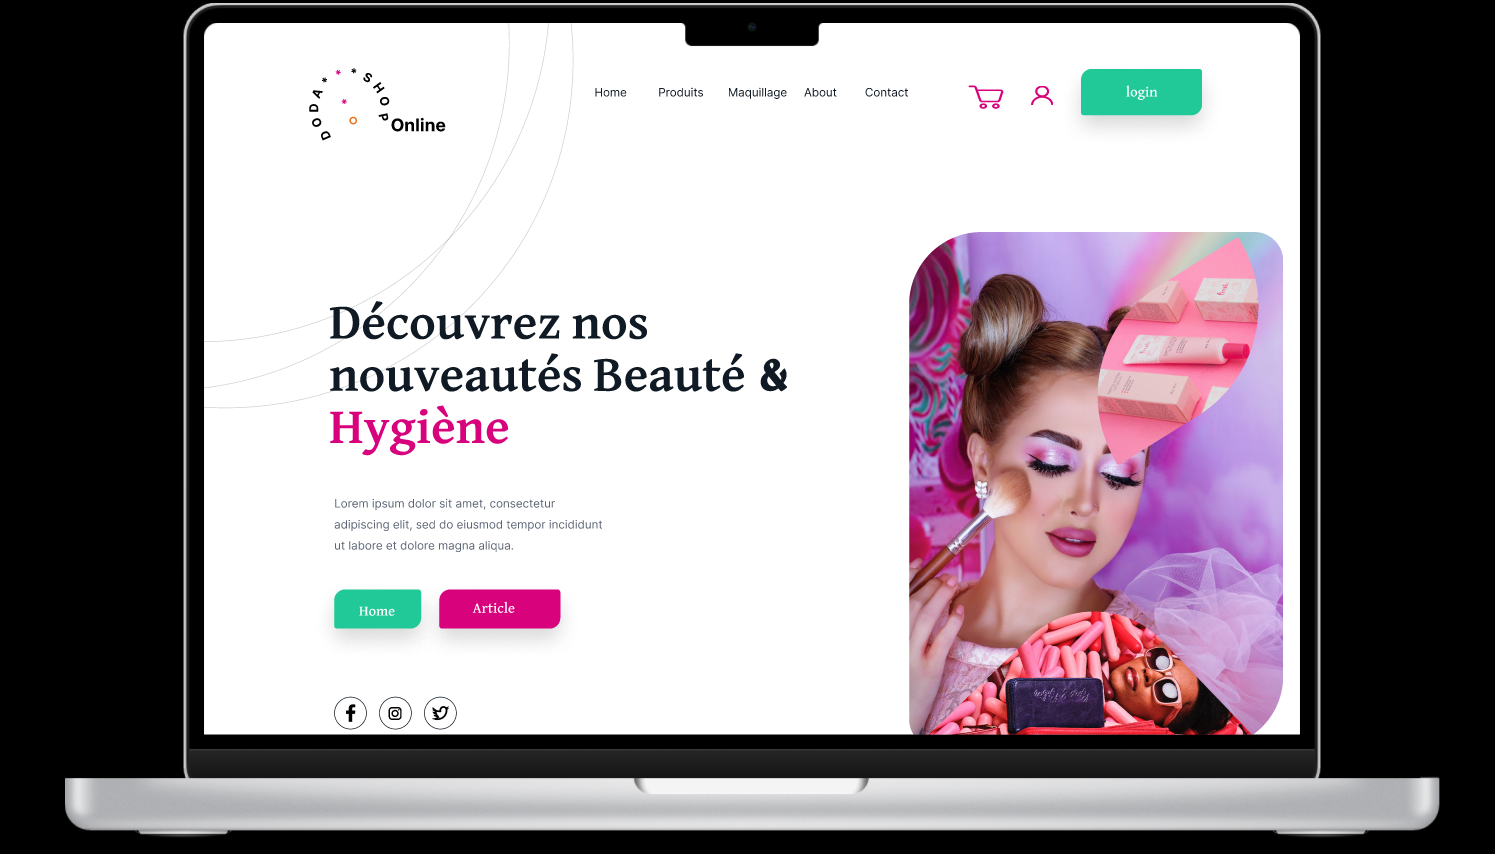 DODA**
**SHOP
Online
Home Produits Maquillage About Contact
login
Découvrez nos
nouveautés Beauté &
Hygiène
Lorem ipsum dolor sit amet, consectetur
adipiscing elit, sed do eiusmod tempor incididunt
ut labore et dolore magna aliqua.
Home Article